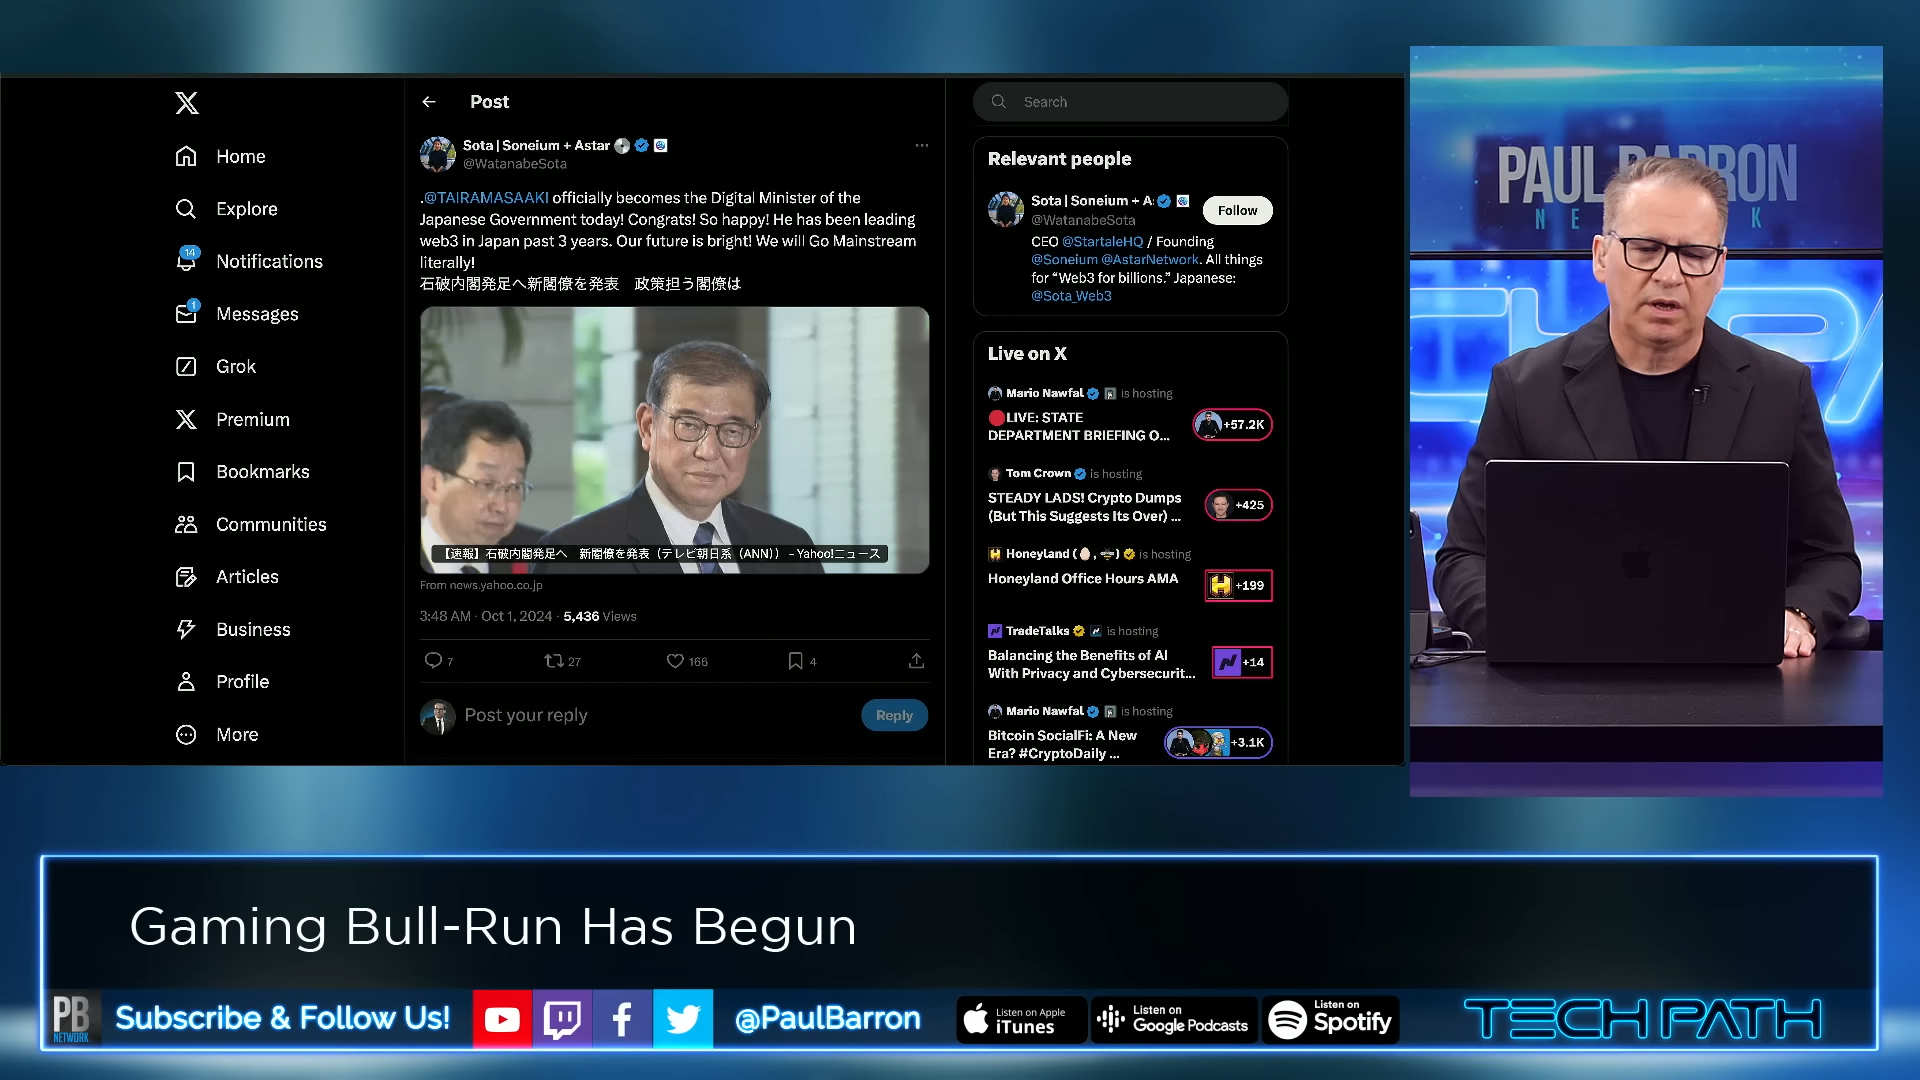 Home
Explore
14
Notifications
1
Messages
Grok
Premium
Bookmarks
Articles
Business
Profile
More
Post
Sota | Soneium + Astar
@WatanabeSota
.@TAIRAMASAAKI officially becomes the Digital Minister of the
Japanese Government today! Congrats! So happy! He has been leading
web3 in Japan past 3 years. Our future is bright! We will Go Mainstream
literally!
石破内閣発足へ新閣僚を発表 政策担う閣僚は
【速報】石破内閣発足へ 新閣僚を発表（テレビ朝日系（ANN）） – Yahoo!ニュース
From news.yahoo.co.jp
3:48 AM · Oct 1, 2024 · 5,436 Views
7
27
166
4
Post your reply
Reply
Search
Relevant people
Sota | Soneium + A
@WatanabeSota
Follow
CEO @StartaleHQ / Founding
@Soneium @AstarNetwork. All things
for “Web3 for billions.” Japanese:
@Sota_Web3
Live on X
Mario Nawfal is hosting
LIVE: STATE
DEPARTMENT BRIEFING O...
+57.2K
Tom Crown is hosting
STEADY LADS! Crypto Dumps
(But This Suggests Its Over) ...
+425
Honeyland is hosting
Honeyland Office Hours AMA
+199
TradeTalks is hosting
Balancing the Benefits of AI
With Privacy and Cybersecurit...
+14
Mario Nawfal is hosting
Bitcoin SocialFi: A New
Era? #CryptoDaily ...
+3.1K
Gaming Bull-Run Has Begun
PB
NETWORK
Subscribe & Follow Us!
@PaulBarron
Listen on Apple
iTunes
Listen on
Google Podcasts
Listen on
Spotify
TECH PATH